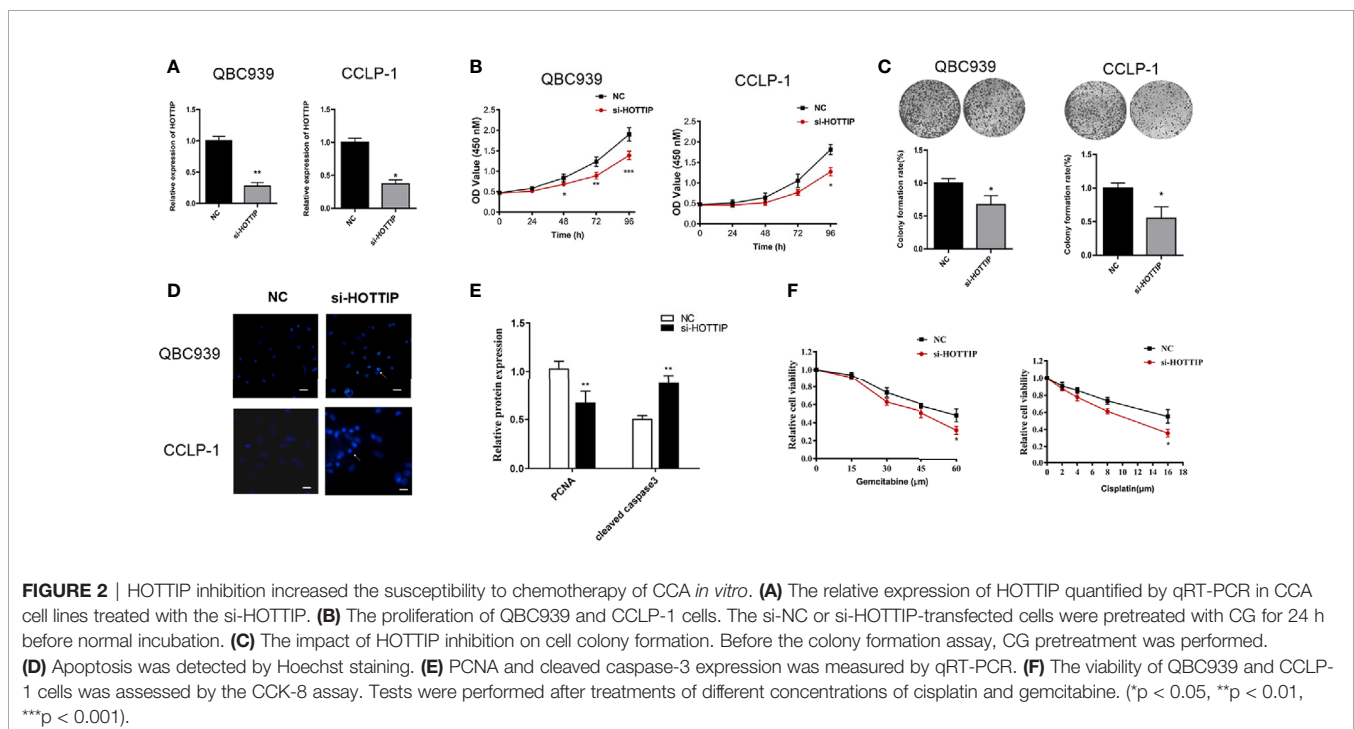 A
QBC939
CCLP-1
Relative expression of HOTTIP
1.5
1.0
0.5
0.0
**
NC
si-HOTTIP
Relative expression of HOTTIP
1.5
1.0
0.5
0.0
*
NC
si-HOTTIP
B
QBC939
NC
si-HOTTIP
OD Value (450 nM)
2.5
2.0
1.5
1.0
0.5
0.0
*
**
***
0 24 48 72 96
Time (h)
CCLP-1
NC
si-HOTTIP
OD Value (450 nM)
2.5
2.0
1.5
1.0
0.5
0.0
*
0 24 48 72 96
Time (h)
C
QBC939
CCLP-1
Colony formation rate(%)
1.5
1.0
0.5
0.0
*
NC
si-HOTTIP
Colony formation rate(%)
1.5
1.0
0.5
0.0
*
NC
si-HOTTIP
D
NC
si-HOTTIP
QBC939
CCLP-1
E
NC
si-HOTTIP
Relative protein expression
1.5
1.0
0.5
0.0
**
**
PCNA
cleaved caspase3
F
NC
si-HOTTIP
Relative cell viability
1.2
1.0
0.8
0.6
0.4
0.2
0.0
*
0 15 30 45 60
Gemcitabine (μm)
NC
si-HOTTIP
Relative cell viability
1.2
1.0
0.8
0.6
0.4
0.2
0.0
*
0 2 4 6 8 10 12 14 16 18
Cisplatin(μm)
FIGURE 2 | HOTTIP inhibition increased the susceptibility to chemotherapy of CCA in vitro. (A) The relative expression of HOTTIP quantified by qRT-PCR in CCA
cell lines treated with the si-HOTTIP. (B) The proliferation of QBC939 and CCLP-1 cells. The si-NC or si-HOTTIP-transfected cells were pretreated with CG for 24 h
before normal incubation. (C) The impact of HOTTIP inhibition on cell colony formation. Before the colony formation assay, CG pretreatment was performed.
(D) Apoptosis was detected by Hoechst staining. (E) PCNA and cleaved caspase-3 expression was measured by qRT-PCR. (F) The viability of QBC939 and CCLP-
1 cells was assessed by the CCK-8 assay. Tests were performed after treatments of different concentrations of cisplatin and gemcitabine. (*p < 0.05, **p < 0.01,
***p < 0.001).